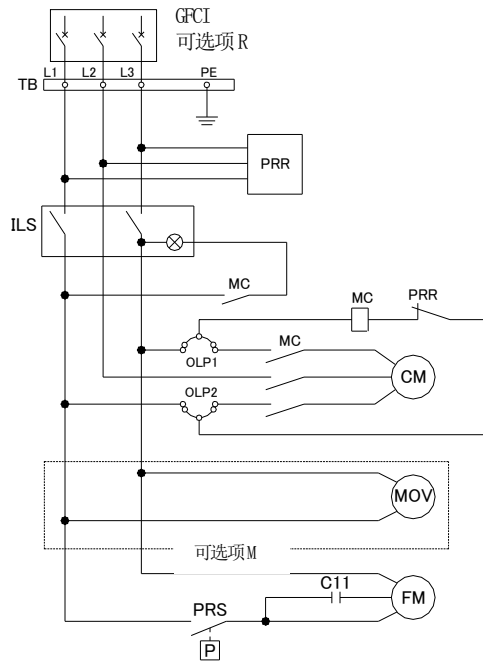 GFCI
可选项R
L1 L2 L3 PE
TB
PRR
ILS
MC
MC PRR
MC
OLP1
CM
OLP2
MOV
可选项M
C11
PRS FM
P